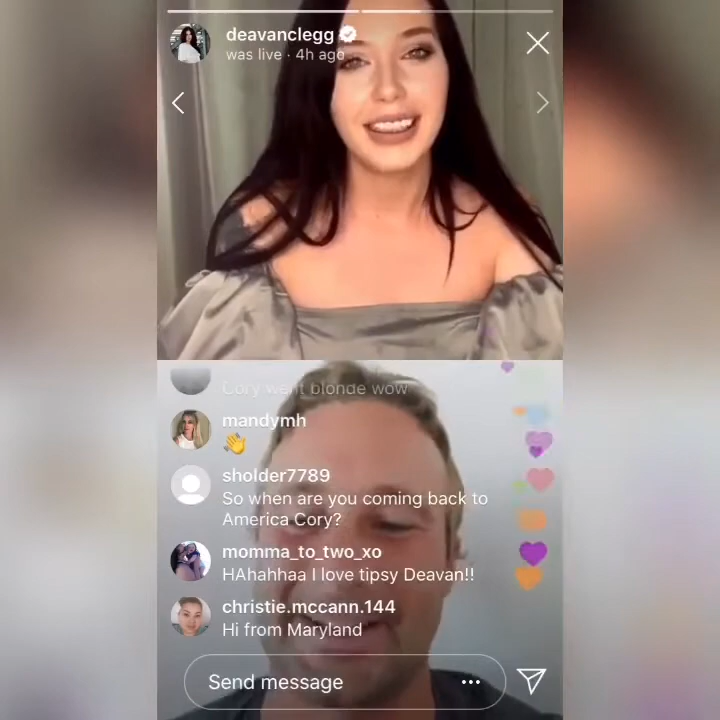 deavanclegg
was live · 4h ago
Cory went blonde wow
mandymh
👋
sholder7789
So when are you coming back to
America Cory?
momma_to_two_xo
HAhahhaa I love tipsy Deavan!!
christie.mccann.144
Hi from Maryland
Send message